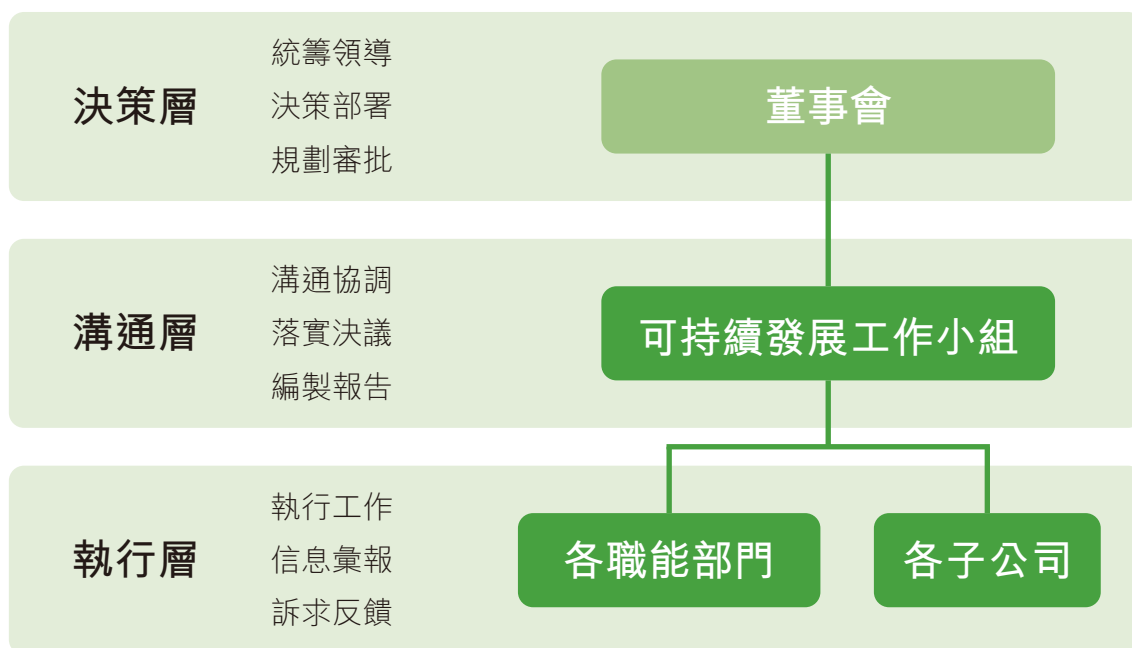 決策層
統籌領導
決策部署
規劃審批
董事會
溝通層
溝通協調
落實決議
編製報告
可持續發展工作小組
執行層
執行工作
信息彙報
訴求反饋
各職能部門
各子公司